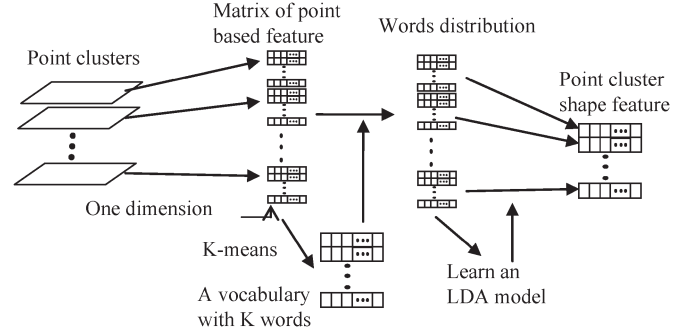 Matrix of point
based feature
Words distribution
Point clusters
Point cluster
shape feature
One dimension
K-means
A vocabulary
with K words
Learn an
LDA model